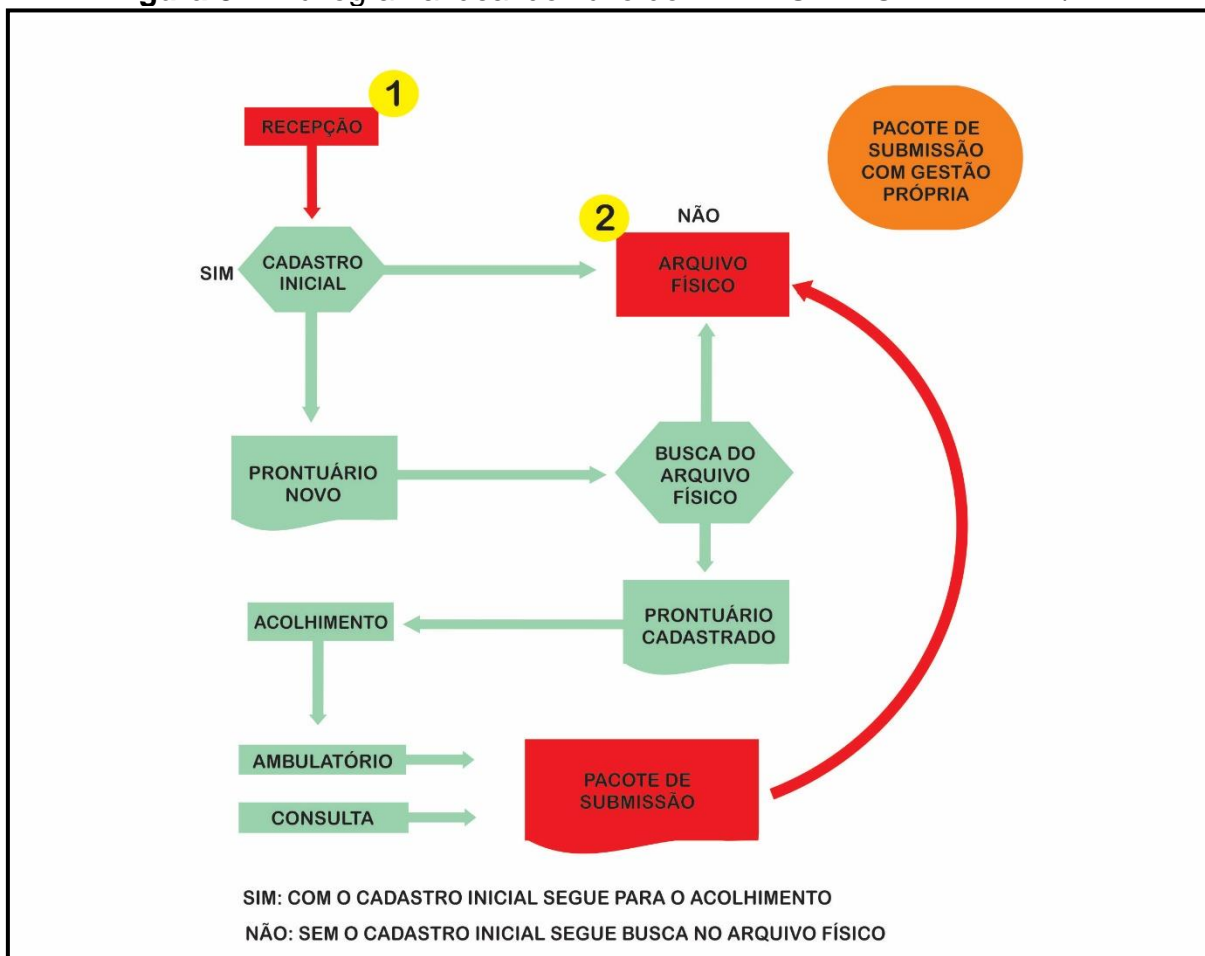 1
RECEPÇÃO
PACOTE DE
SUBMISSÃO
COM GESTÃO
PRÓPRIA
2
NÃO
SIM
CADASTRO
INICIAL
ARQUIVO
FÍSICO
PRONTUÁRIO
NOVO
BUSCA DO
ARQUIVO
FÍSICO
ACOLHIMENTO
PRONTUÁRIO
CADASTRADO
AMBULATÓRIO
CONSULTA
PACOTE DE
SUBMISSÃO
SIM: COM O CADASTRO INICIAL SEGUE PARA O ACOLHIMENTO
NÃO: SEM O CADASTRO INICIAL SEGUE BUSCA NO ARQUIVO FÍSICO